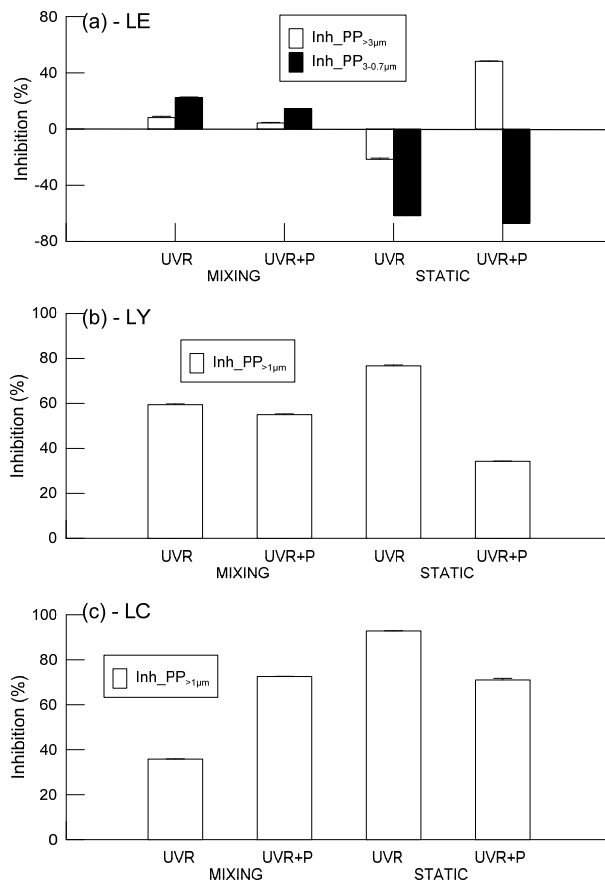 (a) - LE
Inh_PP>3µm
Inh_PP3-0.7µm
Inhibition (%)
80
40
0
-40
-80
UVR UVR+P UVR UVR+P
MIXING STATIC
(b) - LY
Inh_PP>1µm
Inhibition (%)
100
80
60
40
20
0
UVR UVR+P UVR UVR+P
MIXING STATIC
(c) - LC
Inh_PP>1µm
Inhibition (%)
100
80
60
40
20
0
UVR UVR+P UVR UVR+P
MIXING STATIC